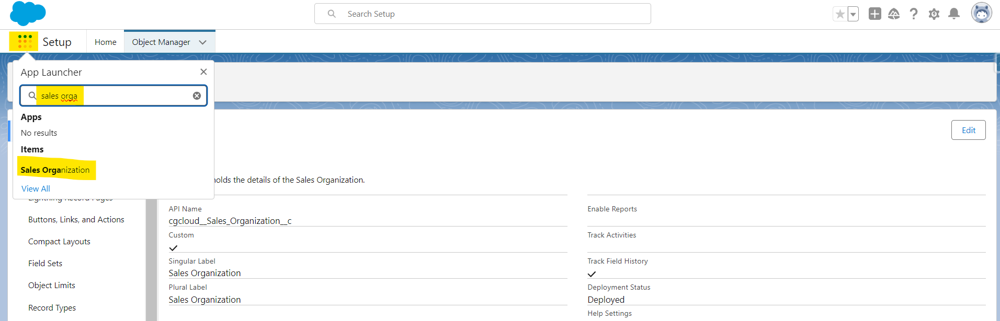 Search Setup
Setup
Home
Object Manager
App Launcher
sales orga
Apps
No results
Items
Sales Organization
View All
Edit
holds the details of the Sales Organization.
Lightning Record Pages
Buttons, Links, and Actions
Compact Layouts
Field Sets
Object Limits
Record Types
API Name
cgcloud__Sales_Organization__c
Custom
Singular Label
Sales Organization
Plural Label
Sales Organization
Enable Reports
Track Activities
Track Field History
Deployment Status
Deployed
Help Settings